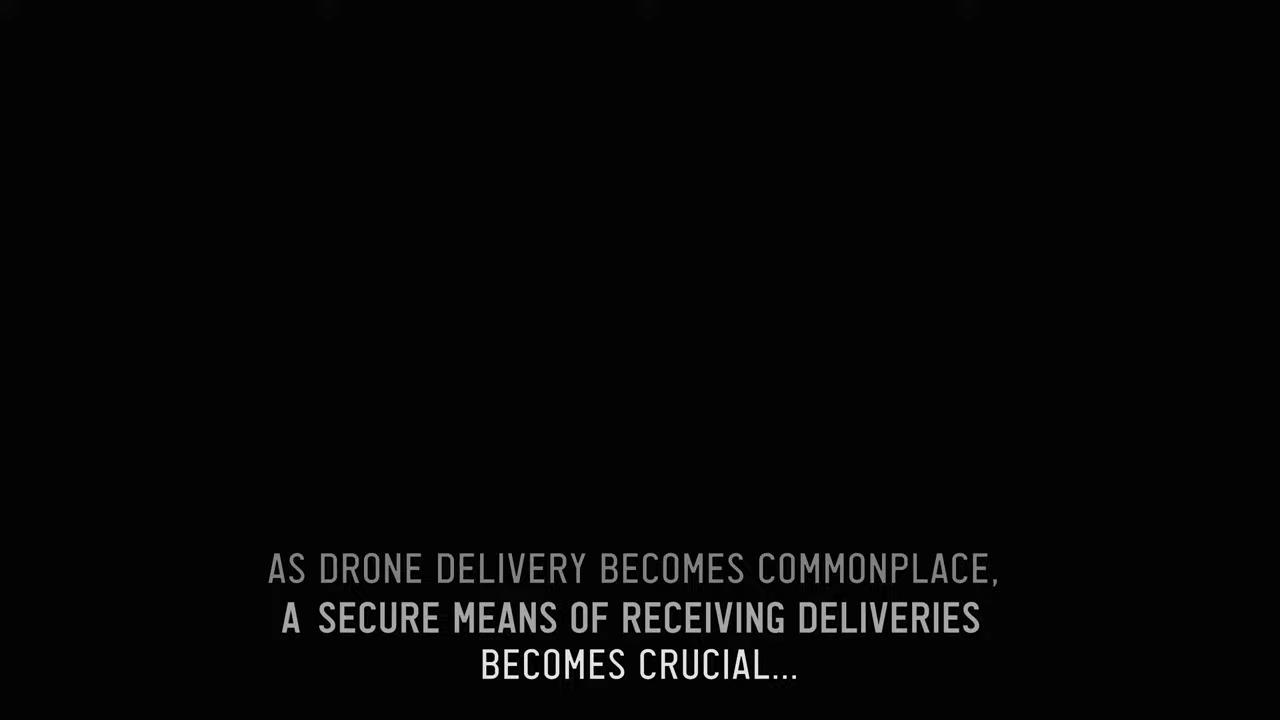 AS DRONE DELIVERY BECOMES COMMONPLACE,
A SECURE MEANS OF RECEIVING DELIVERIES
BECOMES CRUCIAL...